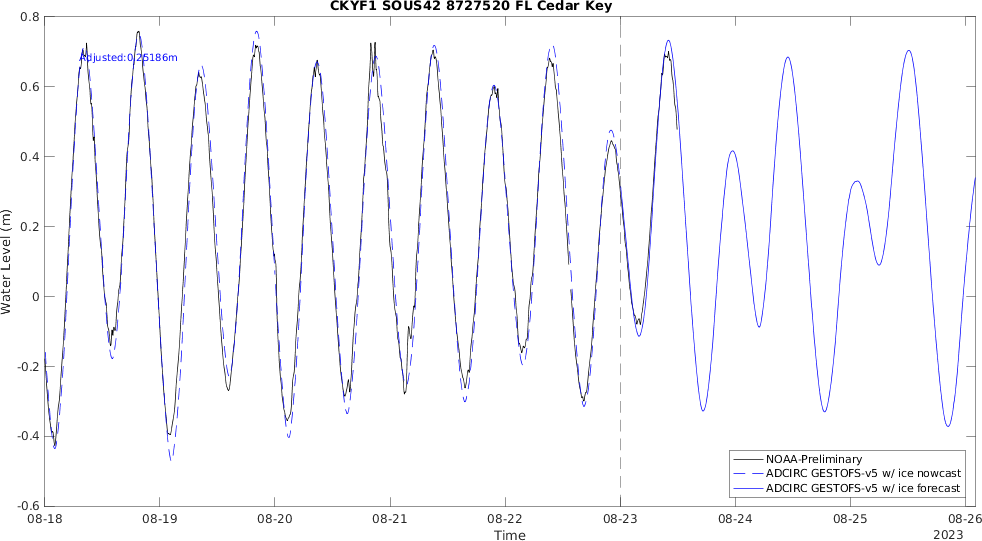 CKYF1 SOUS42 8727520 FL Cedar Key
Adjusted:0.25186m
Water Level (m)
0.8
0.6
0.4
0.2
0
-0.2
-0.4
-0.6
NOAA-Preliminary
ADCIRC GESTOFS-v5 w/ ice nowcast
ADCIRC GESTOFS-v5 w/ ice forecast
08-18 08-19 08-20 08-21 08-22 08-23 08-24 08-25 08-26
Time
2023